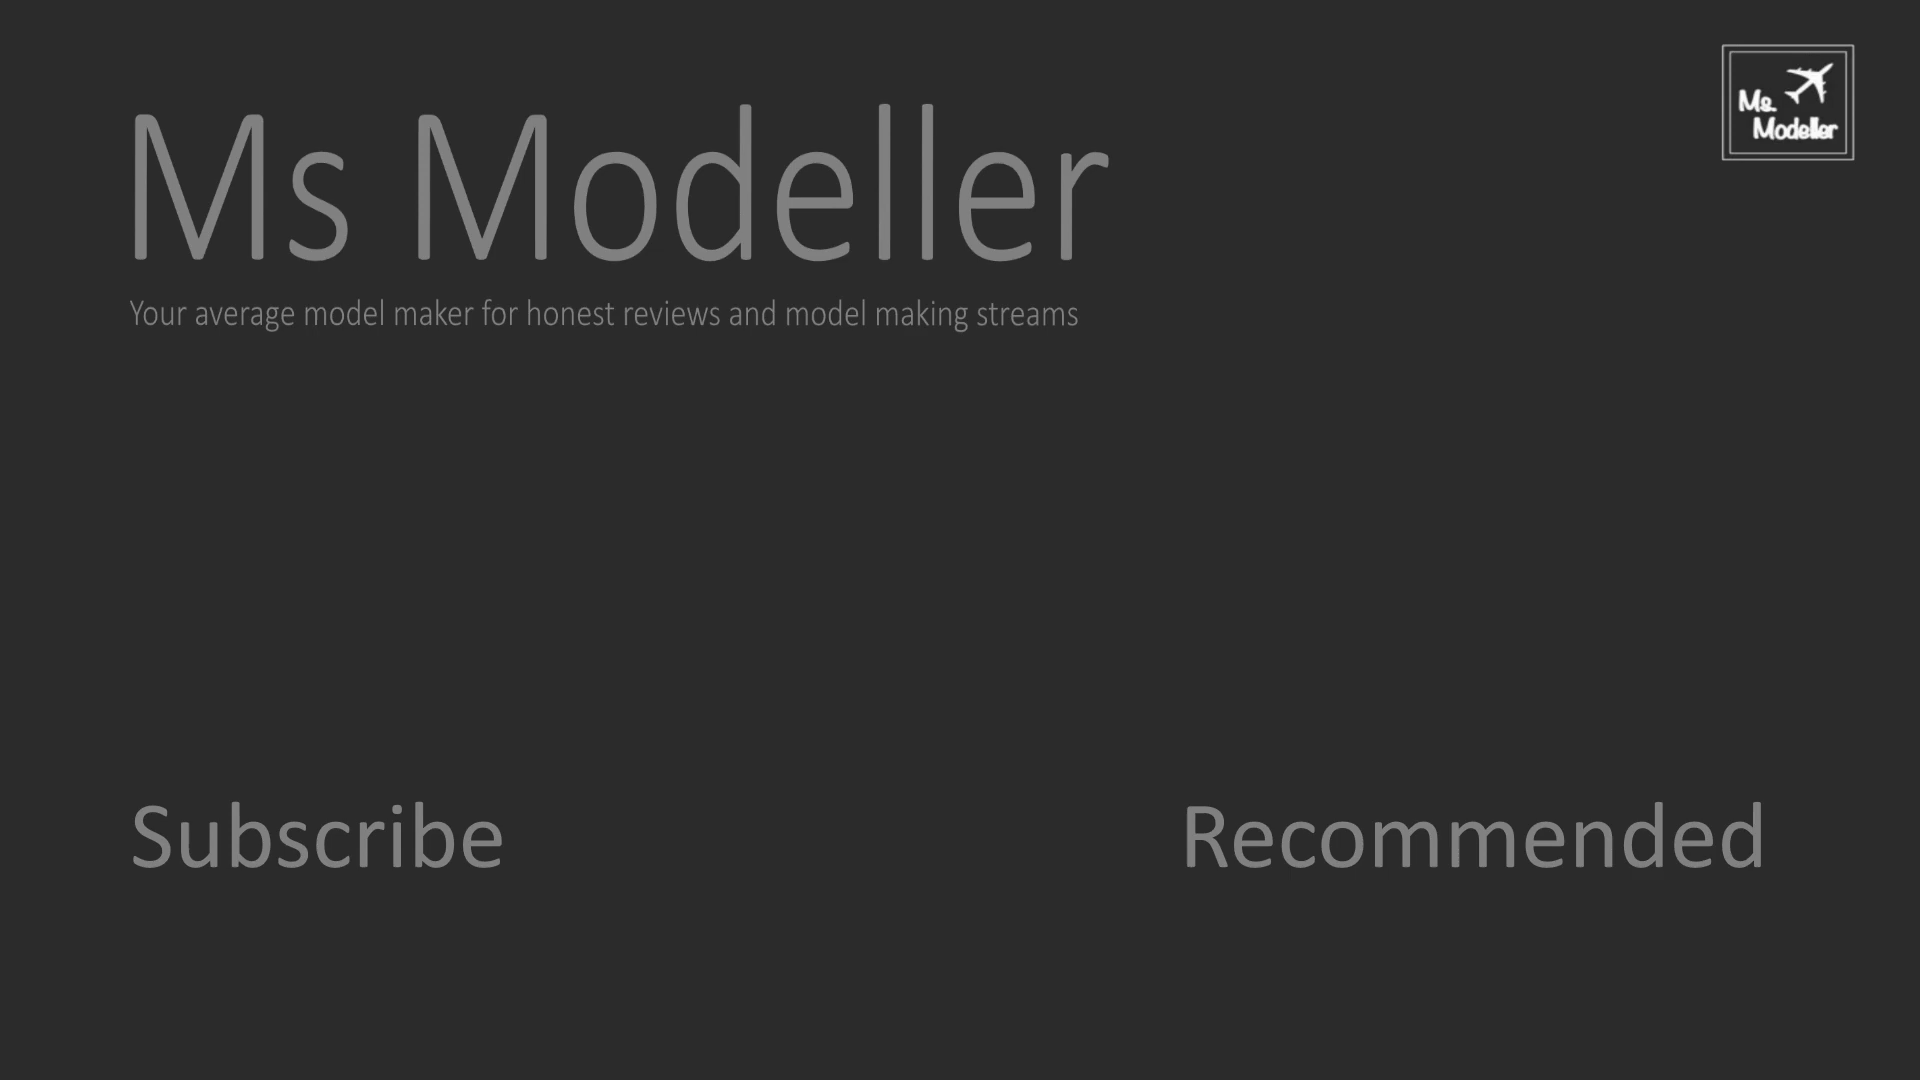 Ms Modeller
Ms.
Modeller
Your average model maker for honest reviews and model making streams
Subscribe
Recommended